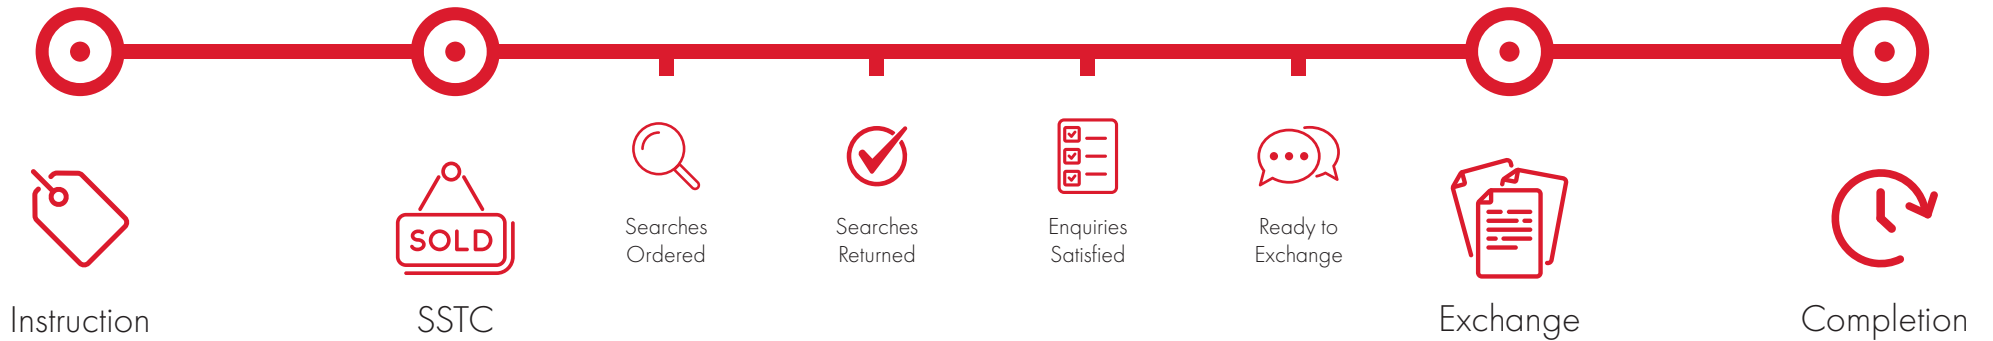 Instruction
SOLD
SSTC
Searches
Ordered
Searches
Returned
Enquiries
Satisfied
Ready to
Exchange
Exchange
Completion